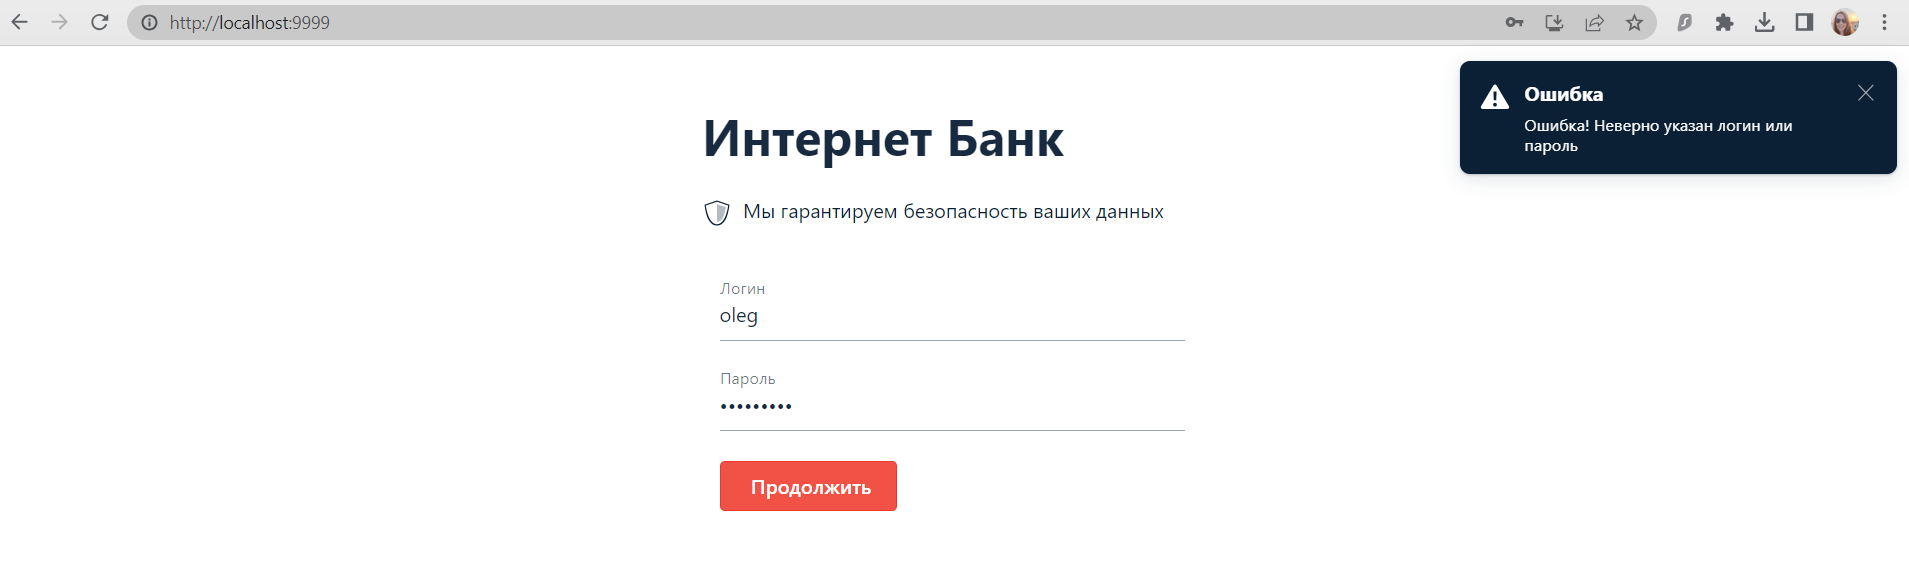 http://localhost:9999
Ошибка
Ошибка! Неверно указан логин или
пароль
Интернет Банк
Мы гарантируем безопасность ваших данных
Логин
oleg
Пароль
•••••••••
Продолжить